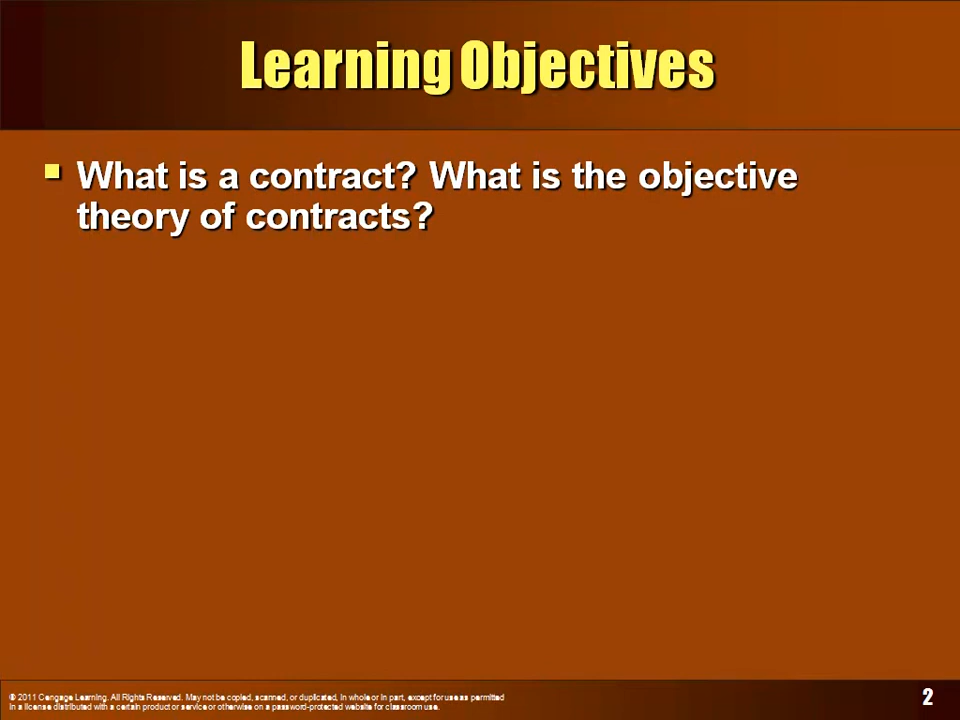 Learning Objectives
What is a contract? What is the objective
theory of contracts?
© 2011 Cengage Learning. All Rights Reserved. May not be copied, scanned, or duplicated, in whole or in part, except for use as permitted
in a license distributed with a certain product or service or otherwise on a password-protected website for classroom use.
2